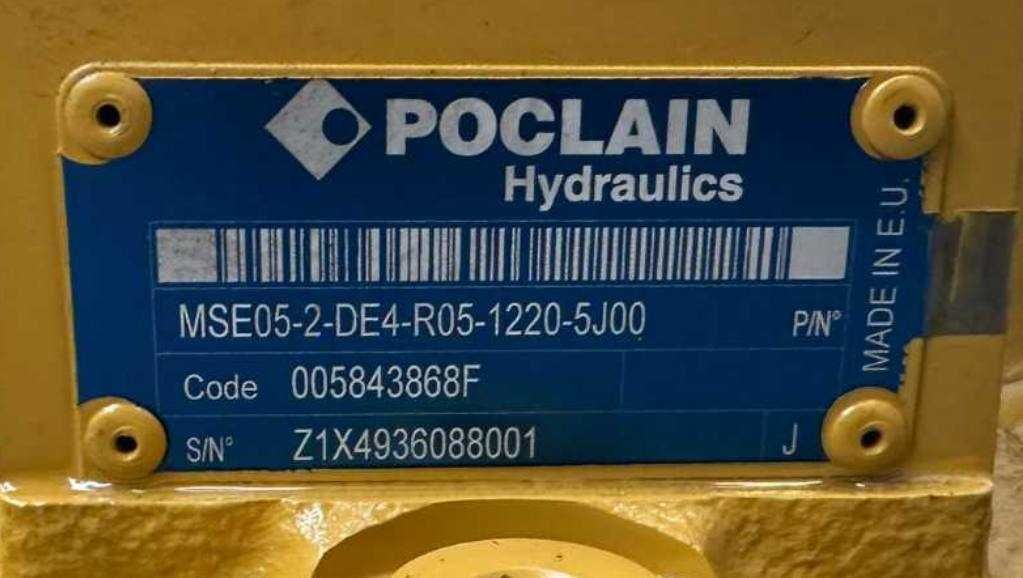 POCLAIN
Hydraulics
MSE05-2-DE4-R05-1220-5J00 P/N°
Code 005843868F
S/N° Z1X4936088001 J
MADE IN E.U.